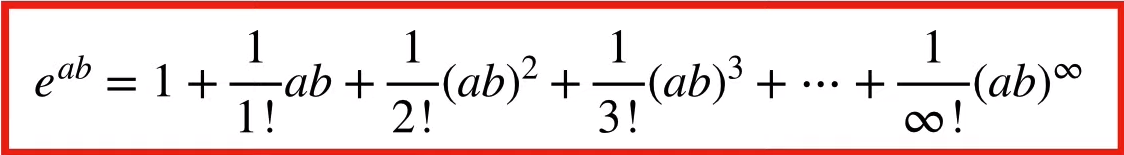 e^{ab} = 1 + \frac{1}{1!}ab + \frac{1}{2!}(ab)^2 + \frac{1}{3!}(ab)^3 + \cdots + \frac{1}{\infty!}(ab)^\infty